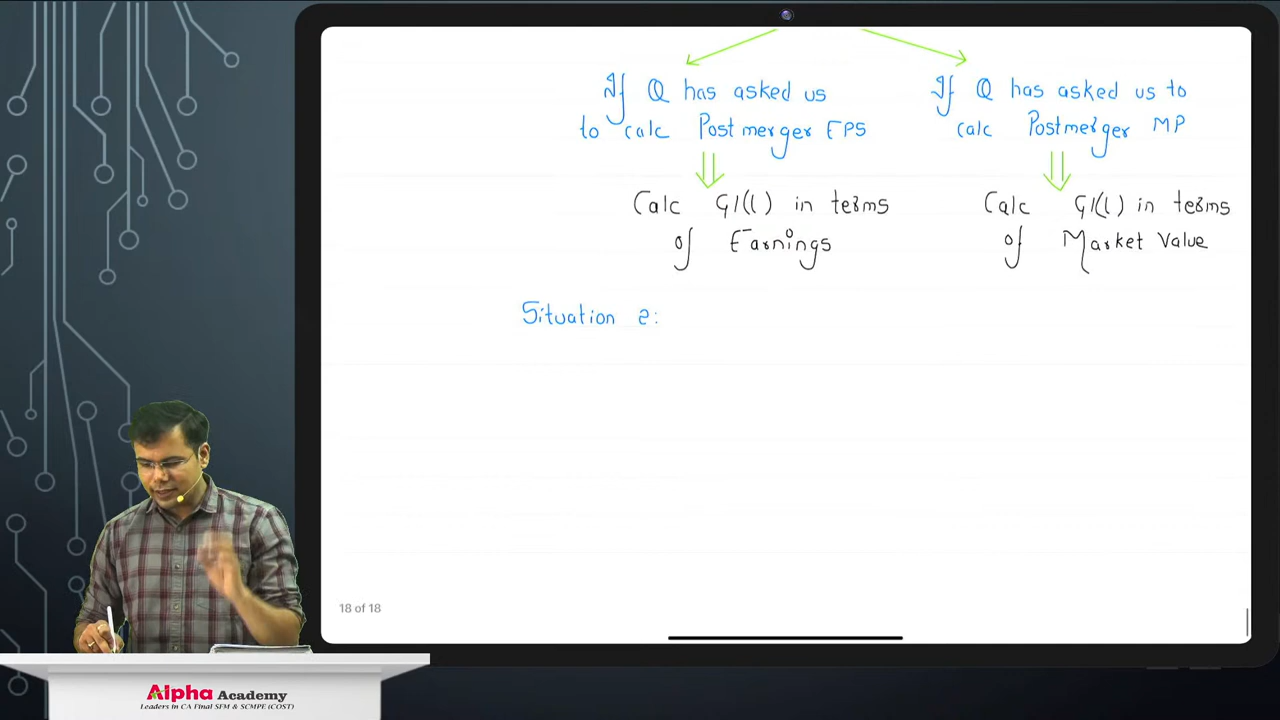 If Q has asked us
to calc Postmerger EPS
Calc G/(L) in terms
of Earnings
If Q has asked us to
calc Postmerger MP
Calc G/(L) in terms
of Market Value
Situation 2:
18 of 18
Alpha Academy
Leaders in CA Final SFM & SCMPE (COST)